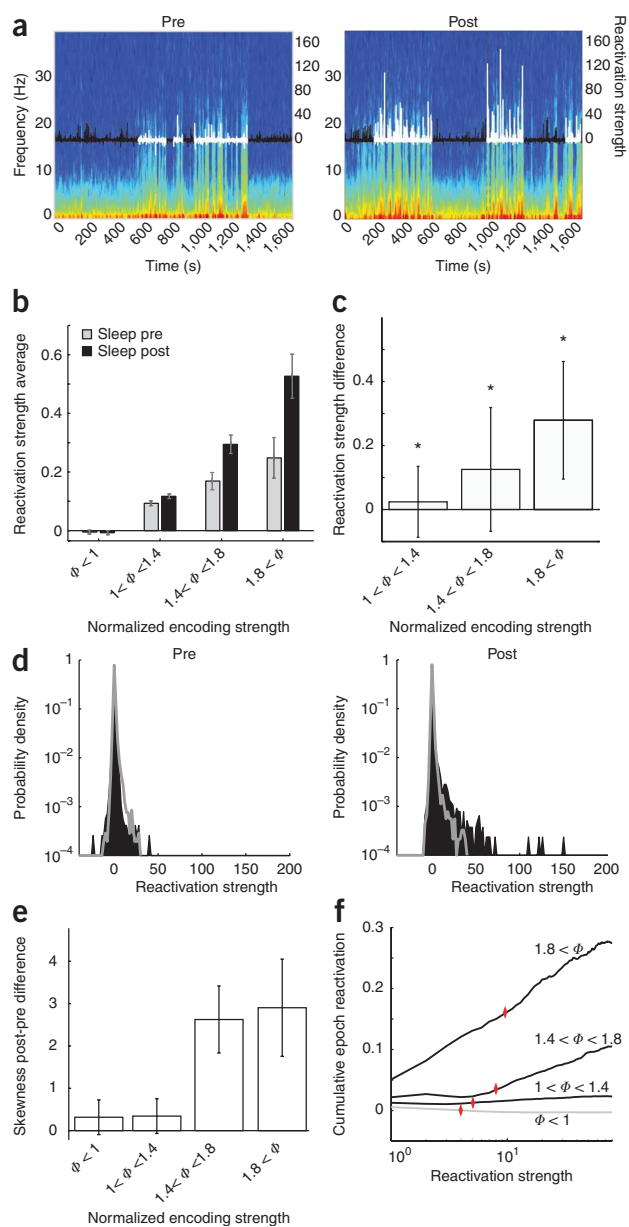 a
Pre
Post
Frequency (Hz)
30
20
10
0
160
120
80
40
0
160
120
80
40
0
30
20
10
0
Reactivation strength
0 200 400 600 800 1,000 1,200 1,400 1,600
0 200 400 600 800 1,000 1,200 1,400 1,600
Time (s)
Time (s)
b
Sleep pre
Sleep post
Reactivation strength average
0.6
0.4
0.2
0
Φ < 1
1< Φ <1.4
1.4< Φ <1.8
1.8< Φ
Normalized encoding strength
c
Reactivation strength difference
0.4
0.2
0
* * *
1 < Φ < 1.4
1.4 < Φ < 1.8
1.8 < Φ
Normalized encoding strength
d
Pre
Probability density
1
10⁻¹
10⁻²
10⁻³
10⁻⁴
0 50 100 150 200
Reactivation strength
Post
Probability density
1
10⁻¹
10⁻²
10⁻³
10⁻⁴
0 50 100 150 200
Reactivation strength
e
Skewness post-pre difference
4
3
2
1
0
Φ < 1
1< Φ <1.4
1.4< Φ <1.8
1.8 < Φ
Normalized encoding strength
f
Cumulative epoch reactivation
0.3
0.2
0.1
0
1.8 < Φ
1.4 < Φ < 1.8
1 < Φ < 1.4
Φ < 1
10⁰ 10¹
Reactivation strength